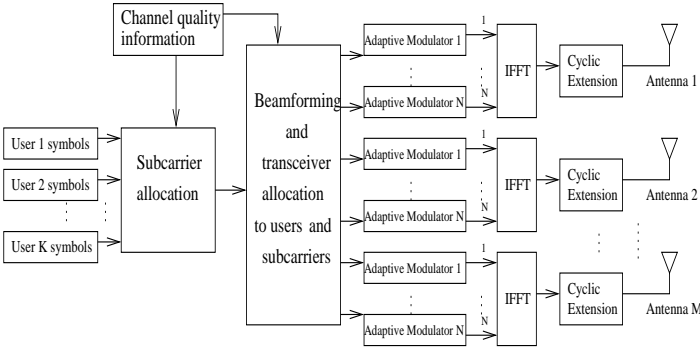 Channel quality
information
User 1 symbols
User 2 symbols
User K symbols
Subcarrier
allocation
Beamforming
and
transceiver
allocation
to users and
subcarriers
Adaptive Modulator 1
1
Adaptive Modulator N
N
IFFT
Cyclic
Extension
Antenna 1
Adaptive Modulator 1
1
Adaptive Modulator N
N
IFFT
Cyclic
Extension
Antenna 2
Adaptive Modulator 1
1
Adaptive Modulator N
N
IFFT
Cyclic
Extension
Antenna M